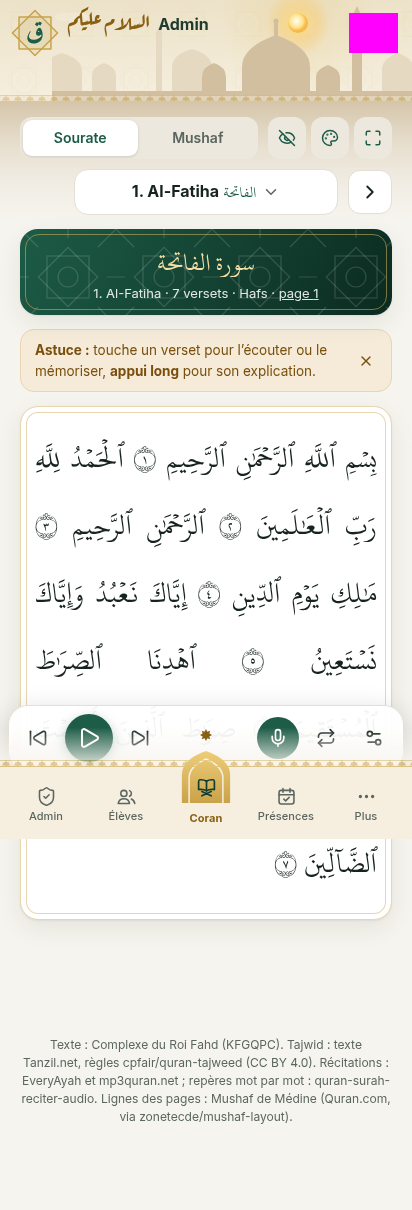 ق السلام عليكم Admin
Sourate Mushaf
1. Al-Fatiha الفاتحة
سورة الفاتحة
1. Al-Fatiha · 7 versets · Hafs · page 1
Astuce : touche un verset pour l’écouter ou le
mémoriser, appui long pour son explication.
بِسْمِ ٱللَّهِ ٱلرَّحْمَٰنِ ٱلرَّحِيمِ ١ ٱلْحَمْدُ لِلَّهِ
رَبِّ ٱلْعَٰلَمِينَ ٢ ٱلرَّحْمَٰنِ ٱلرَّحِيمِ ٣
مَٰلِكِ يَوْمِ ٱلدِّينِ ٤ إِيَّاكَ نَعْبُدُ وَإِيَّاكَ
نَسْتَعِينُ ٥ ٱهْدِنَا ٱلصِّرَٰطَ
Admin Élèves Coran Présences Plus
ٱلضَّآلِّينَ ٧
Texte : Complexe du Roi Fahd (KFGQPC). Tajwid : texte
Tanzil.net, règles cpfair/quran-tajweed (CC BY 4.0). Récitations :
EveryAyah et mp3quran.net ; repères mot par mot : quran-surah-
reciter-audio. Lignes des pages : Mushaf de Médine (Quran.com,
via zonetecde/mushaf-layout).